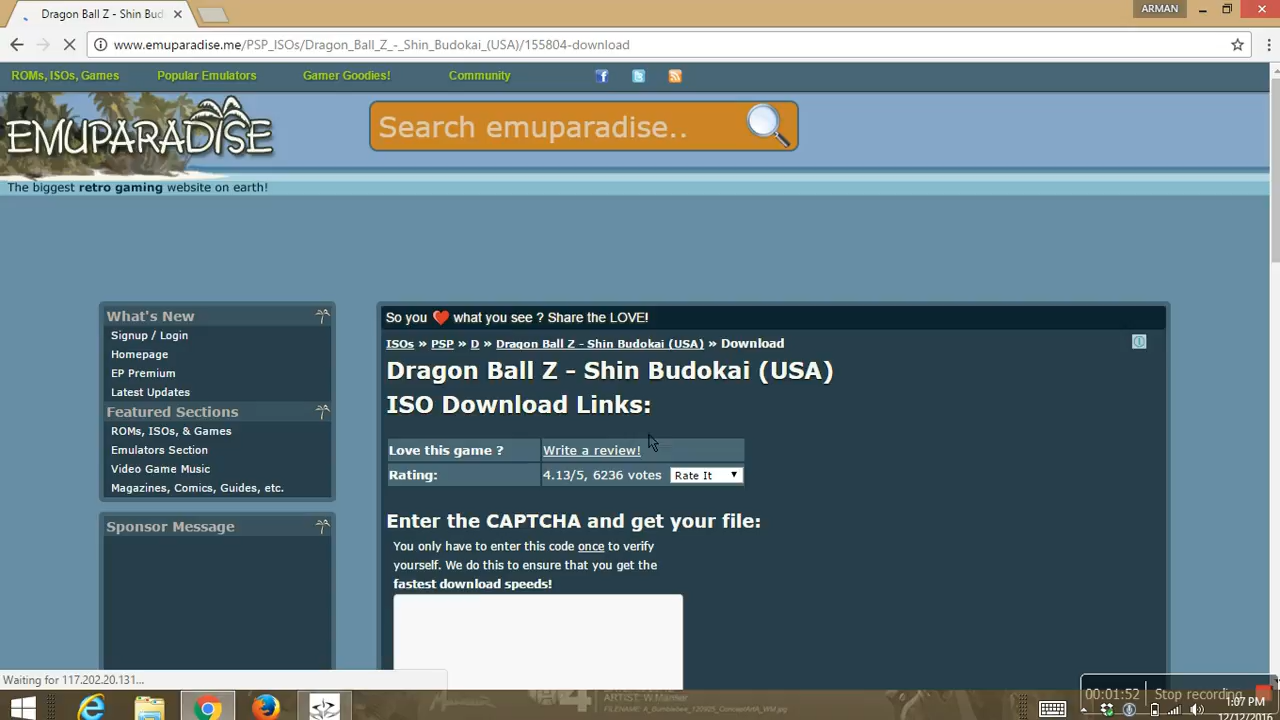 Dragon Ball Z - Shin Bud
ARMAN
www.emuparadise.me/PSP_ISOs/Dragon_Ball_Z_-_Shin_Budokai_(USA)/155804-download
ROMs, ISOs, Games Popular Emulators Gamer Goodies! Community
EMUPARADISE
Search emuparadise..
The biggest retro gaming website on earth!
What's New
Signup / Login
Homepage
EP Premium
Latest Updates
Featured Sections
ROMs, ISOs, & Games
Emulators Section
Video Game Music
Magazines, Comics, Guides, etc.
Sponsor Message
So you ❤ what you see ? Share the LOVE!
ISOs » PSP » D » Dragon Ball Z - Shin Budokai (USA) » Download
Dragon Ball Z - Shin Budokai (USA)
ISO Download Links:
Love this game ? Write a review!
Rating: 4.13/5, 6236 votes Rate It
Enter the CAPTCHA and get your file:
You only have to enter this code once to verify
yourself. We do this to ensure that you get the
fastest download speeds!
Waiting for 117.202.20.131...
00:01:52 Stop recording
1:07 PM
12/12/2016